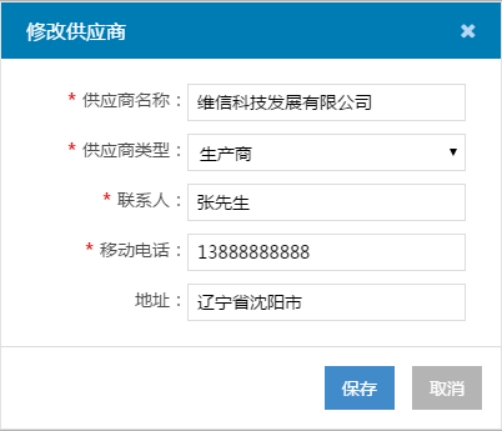 修改供应商
* 供应商名称： 维信科技发展有限公司
* 供应商类型： 生产商
* 联系人： 张先生
* 移动电话： 13888888888
地址： 辽宁省沈阳市
保存 取消